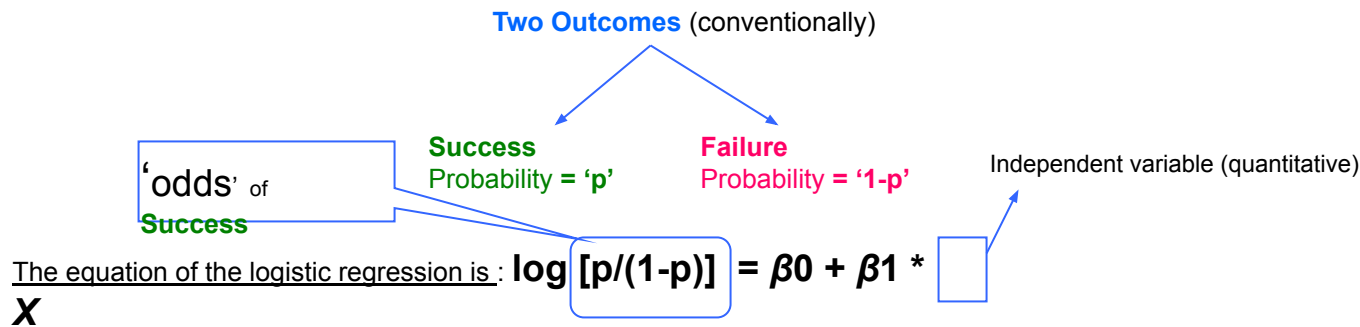 Two Outcomes (conventionally)
Success
Probability = ‘p’
Failure
Probability = ‘1-p’
Independent variable (quantitative)
‘odds’ of
Success
The equation of the logistic regression is : log [p/(1-p)] = β0 + β1 *
X